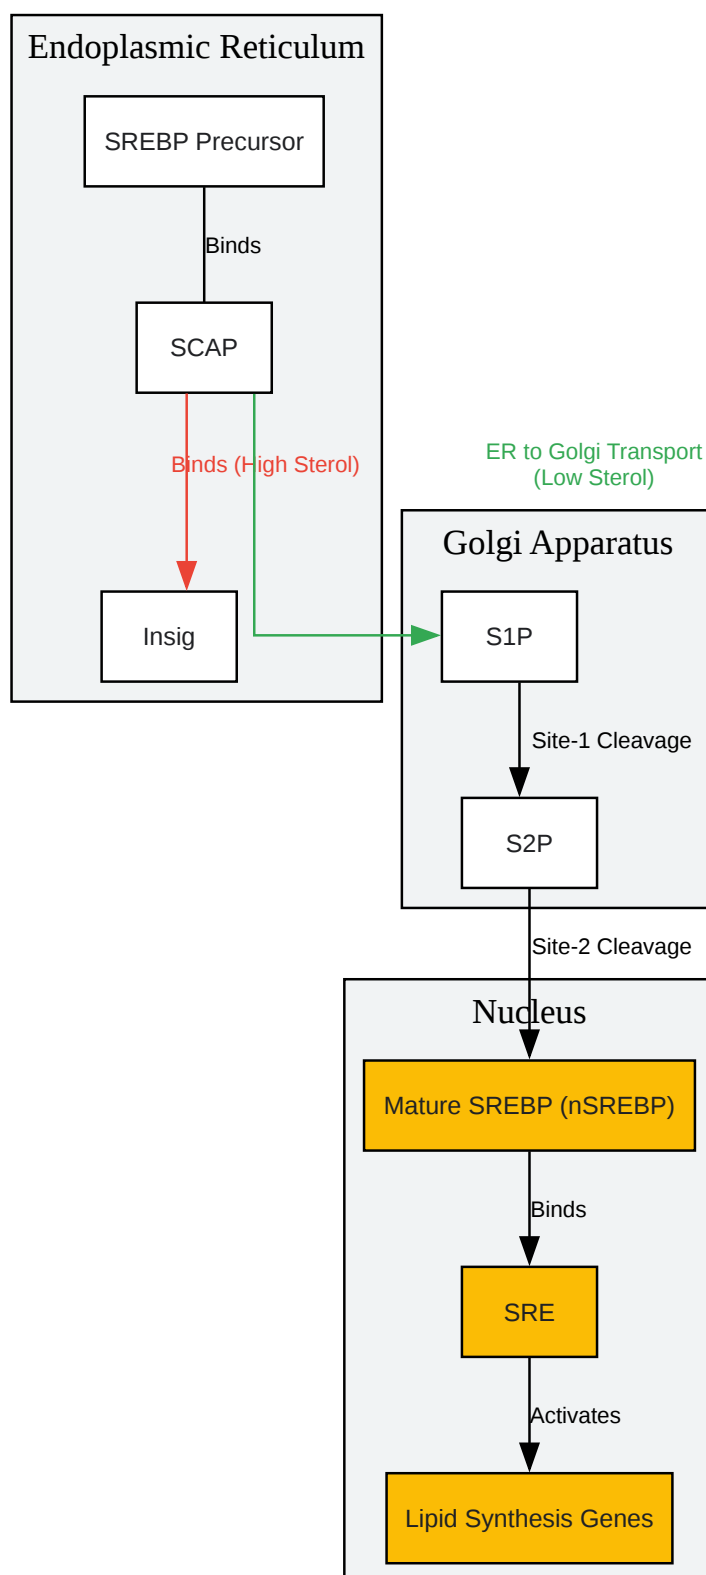 Endoplasmic Reticulum
SREBP Precursor
Binds
SCAP
Binds (High Sterol)
ER to Golgi Transport
(Low Sterol)
Golgi Apparatus
Insig
S1P
Site-1 Cleavage
S2P
Site-2 Cleavage
Nucleus
Mature SREBP (nSREBP)
Binds
SRE
Activates
Lipid Synthesis Genes